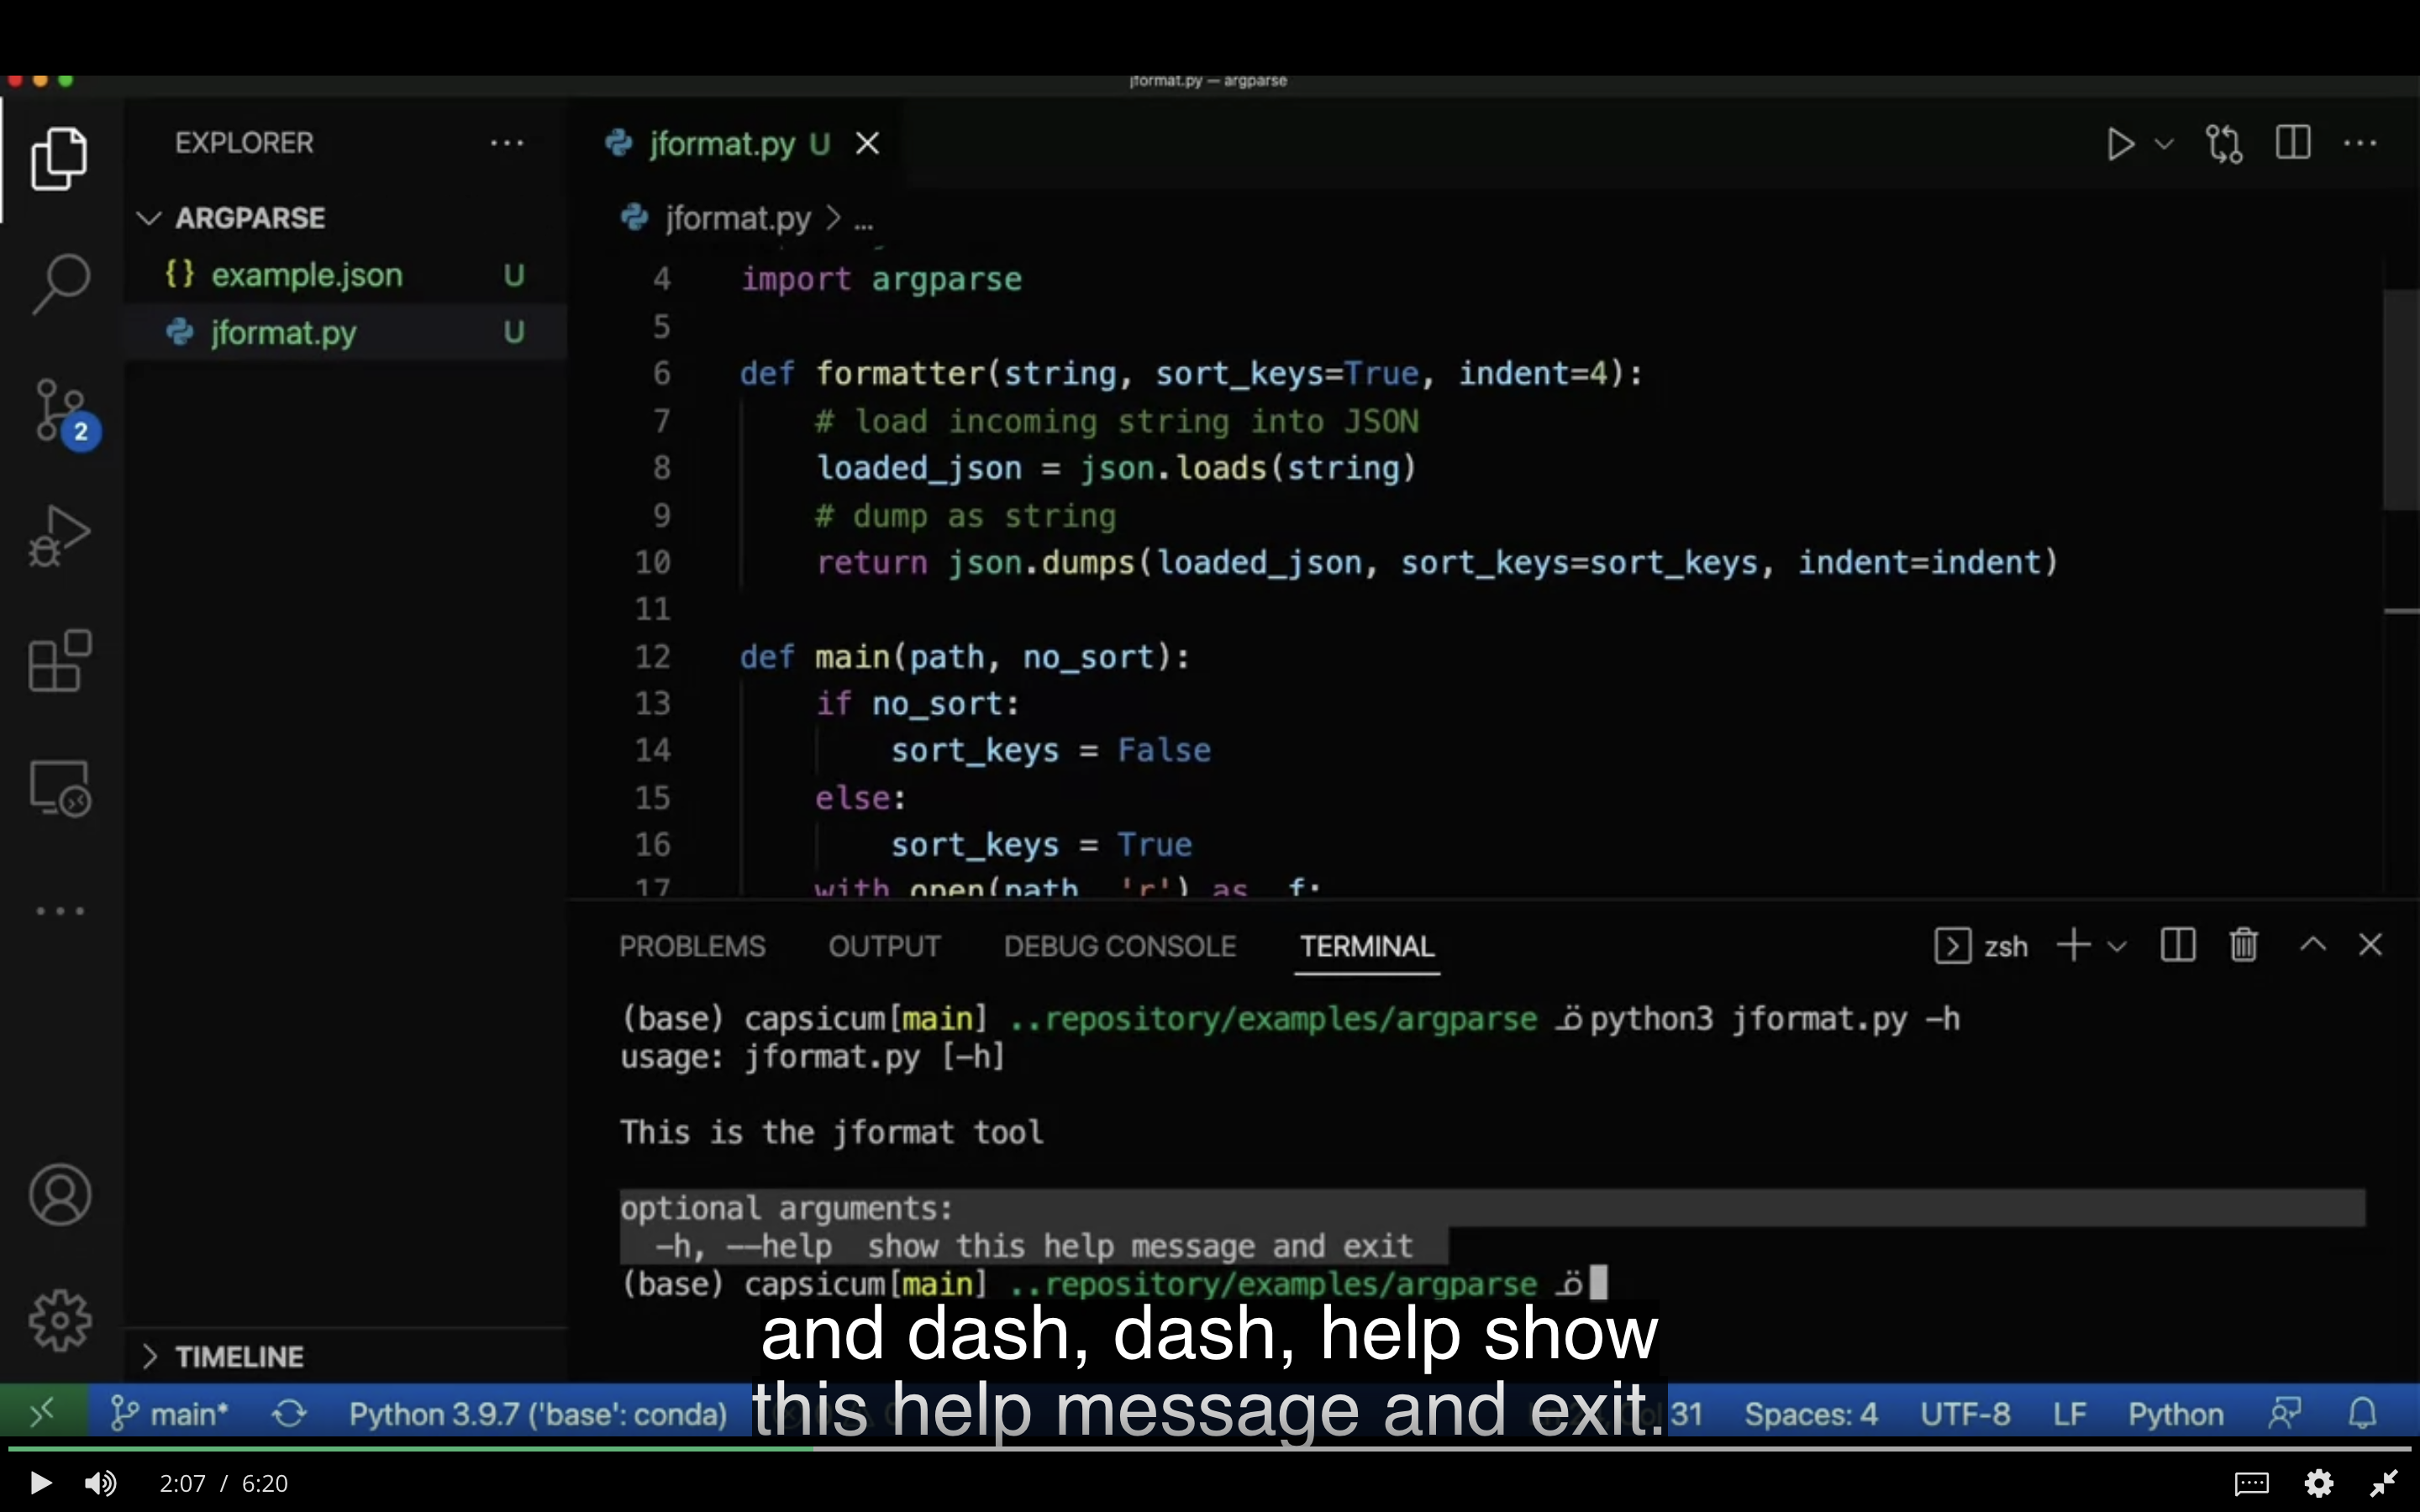 jformat.py — argparse
EXPLORER
ARGPARSE
{} example.json U
jformat.py U
2
TIMELINE
jformat.py U
jformat.py > ...
4 import argparse
5
6 def formatter(string, sort_keys=True, indent=4):
7 # load incoming string into JSON
8 loaded_json = json.loads(string)
9 # dump as string
10 return json.dumps(loaded_json, sort_keys=sort_keys, indent=indent)
11
12 def main(path, no_sort):
13 if no_sort:
14 sort_keys = False
15 else:
16 sort_keys = True
17 with open(path, 'r') as _f:
PROBLEMS OUTPUT DEBUG CONSOLE TERMINAL zsh
(base) capsicum[main] ..repository/examples/argparse python3 jformat.py -h
usage: jformat.py [-h]
This is the jformat tool
optional arguments:
-h, --help show this help message and exit
(base) capsicum[main] ..repository/examples/argparse
and dash, dash, help show
this help message and exit.
main* Python 3.9.7 ('base': conda) 31 Spaces: 4 UTF-8 LF Python
2:07 / 6:20